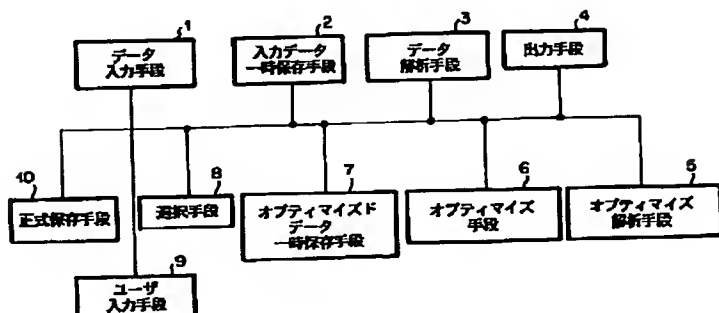 1
データ
入力手段
2
入力データ
一時保存手段
3
データ
解析手段
4
出力手段
10
正式保存手段
8
選択手段
7
オプティマイズド
データ
一時保存手段
6
オプティマイズ
手段
5
オプティマイズ
解析手段
9
ユーザ
入力手段